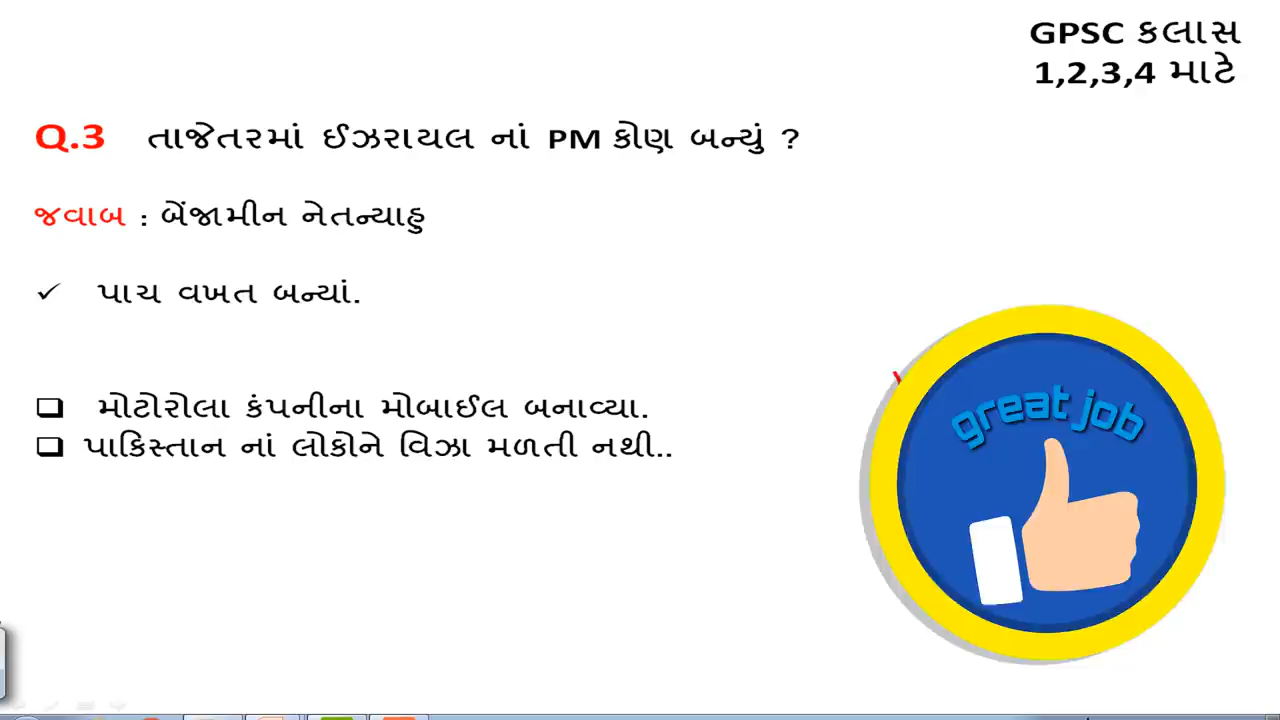 GPSC ક્લાસ
1,2,3,4 માટે
Q.3 તાજેતરમાં ઈઝરાયલ નાં PM કોણ બન્યું ?
જવાબ : બેંજામીન નેતન્યાહુ
પાચ વખત બન્યાં.
મોટોરોલા કંપનીના મોબાઈલ બનાવ્યા.
પાકિસ્તાન નાં લોકોને વિઝા મળતી નથી..
great job